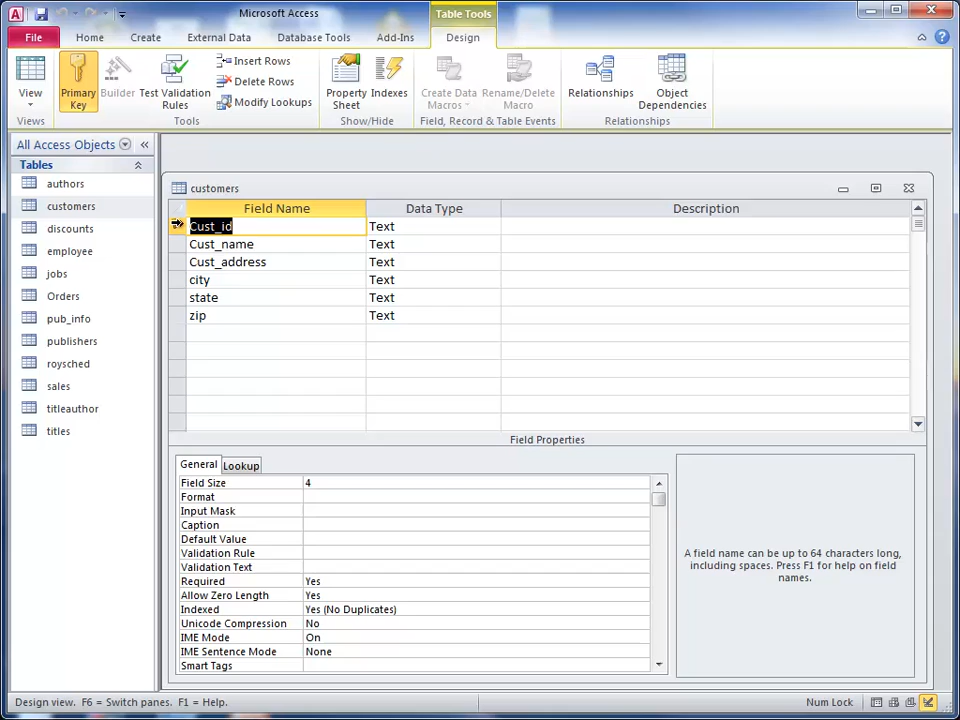 Microsoft Access
Table Tools
File
Home
Create
External Data
Database Tools
Add-Ins
Design
View
Views
Primary
Key
Builder
Test Validation
Rules
Insert Rows
Delete Rows
Modify Lookups
Tools
Property
Sheet
Indexes
Show/Hide
Create Data
Macros
Rename/Delete
Macro
Field, Record & Table Events
Relationships
Object
Dependencies
Relationships
All Access Objects
Tables
authors
customers
discounts
employee
jobs
Orders
pub_info
publishers
roysched
sales
titleauthor
titles
customers
Field Name Data Type Description
Cust_id Text
Cust_name Text
Cust_address Text
city Text
state Text
zip Text
Field Properties
General Lookup
Field Size 4
Format
Input Mask
Caption
Default Value
Validation Rule
Validation Text
Required Yes
Allow Zero Length Yes
Indexed Yes (No Duplicates)
Unicode Compression No
IME Mode On
IME Sentence Mode None
Smart Tags
A field name can be up to 64 characters long,
including spaces. Press F1 for help on field
names.
Design view. F6 = Switch panes. F1 = Help.
Num Lock